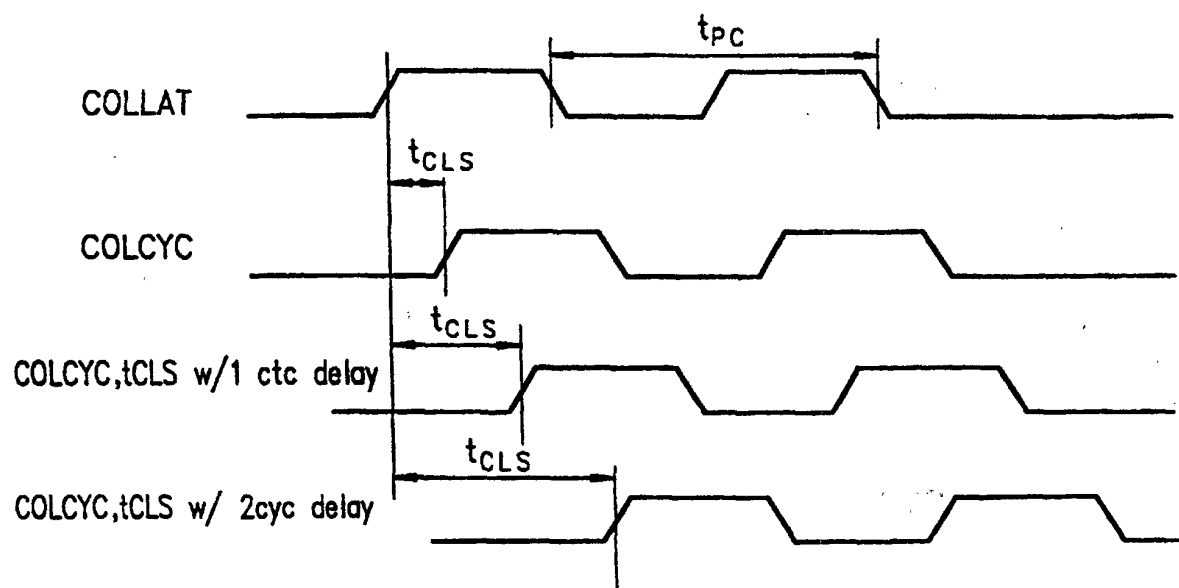 tPC
COLLAT
tCLS
COLCYC
tCLS
COLCYC,tCLS w/1 ctc delay
tCLS
COLCYC,tCLS w/ 2cyc delay